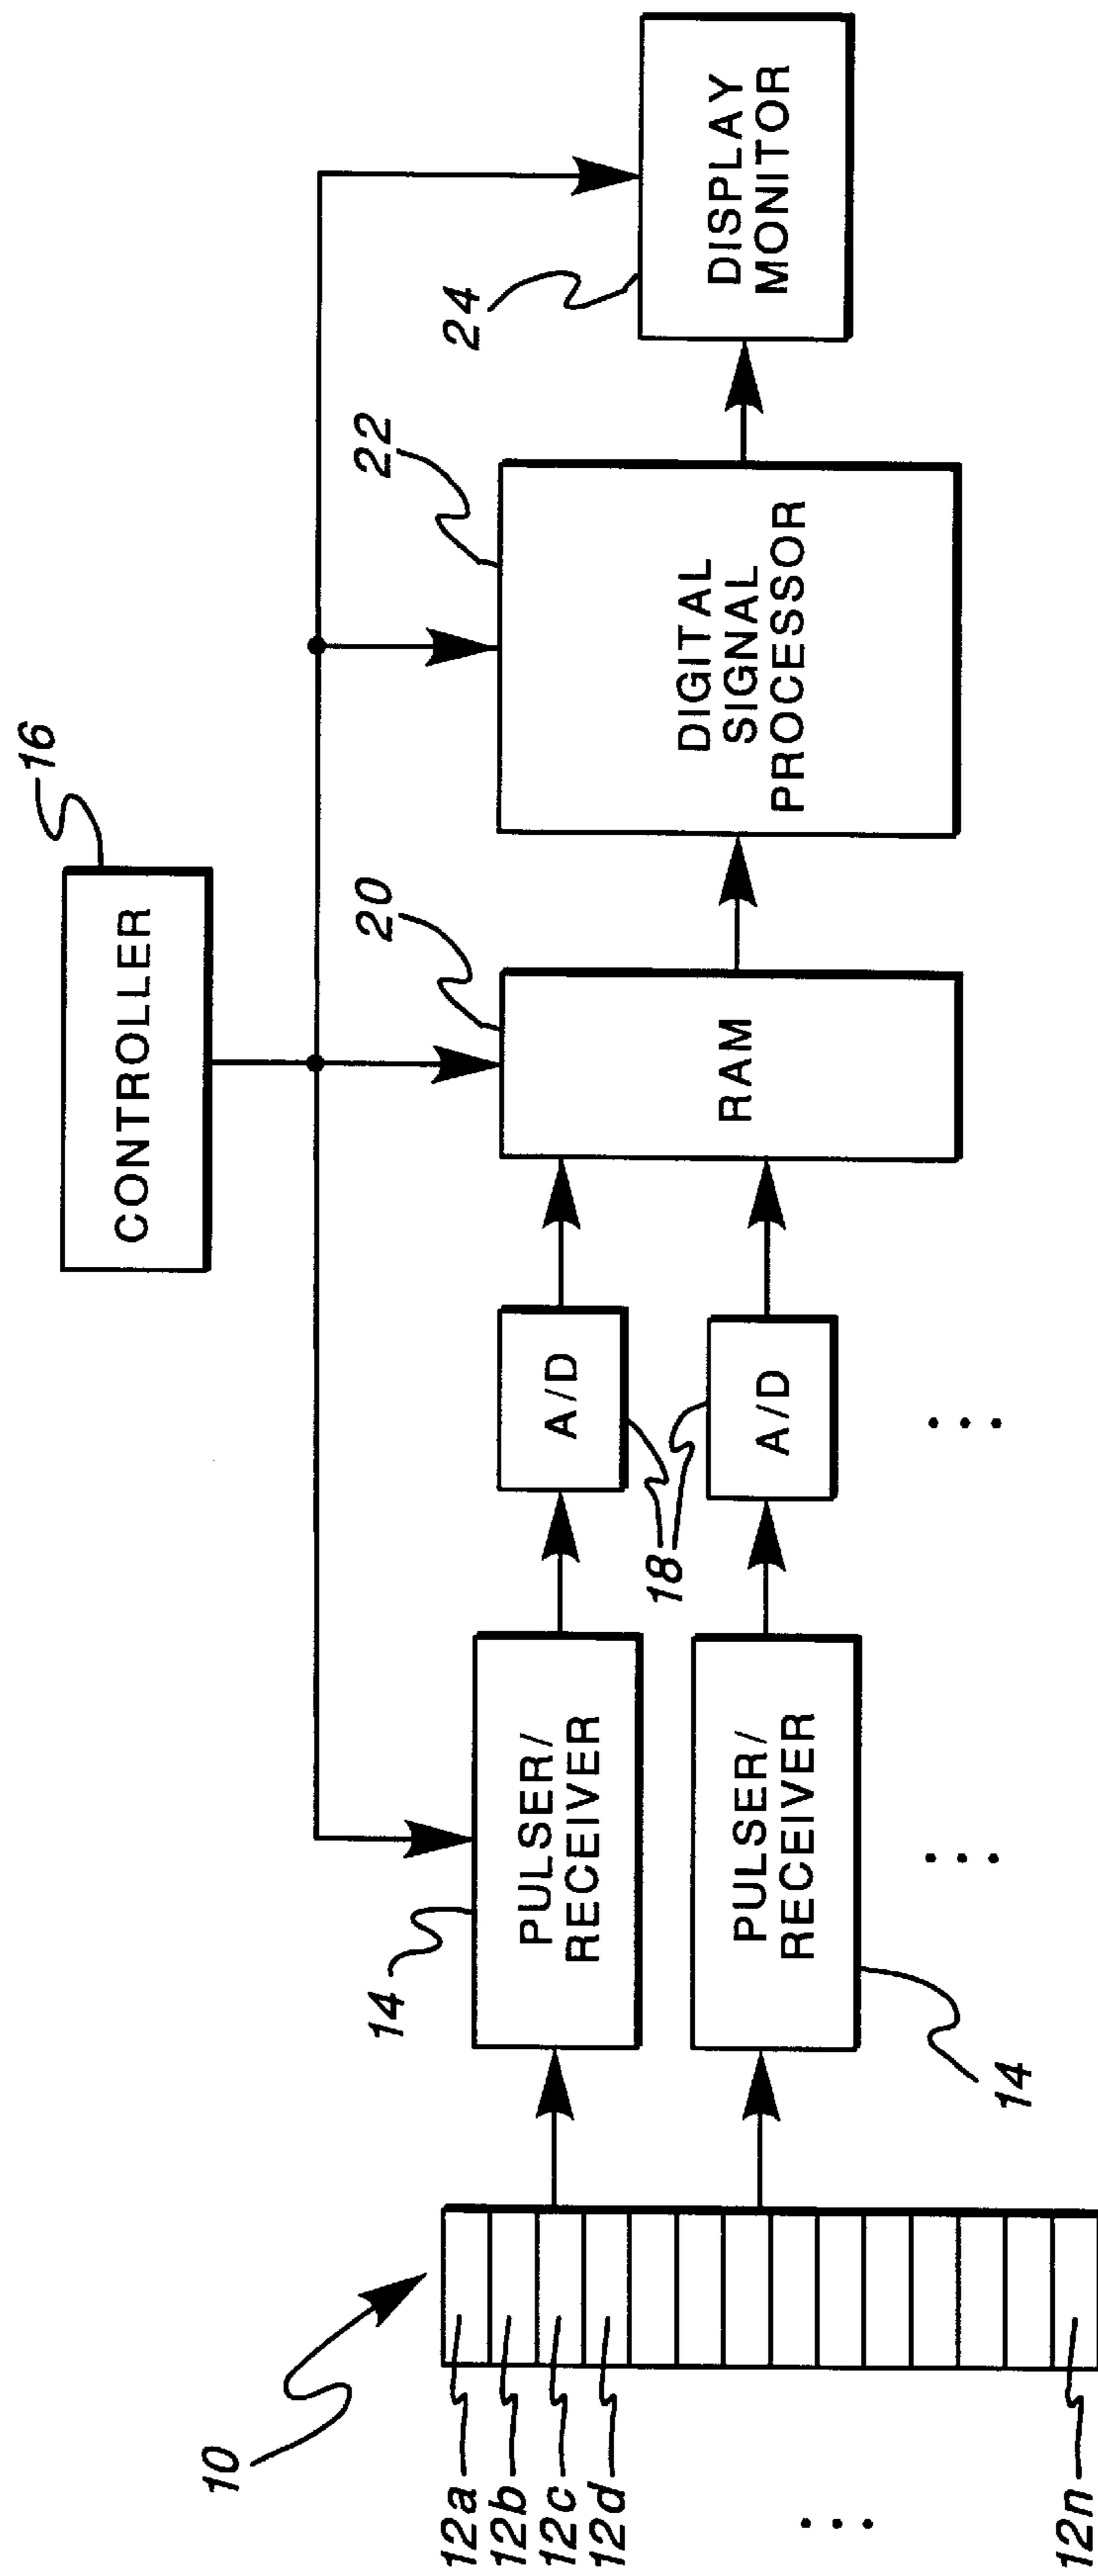 CONTROLLER
16
10
12a
12b
12c
12d
...
12n
14
PULSER/
RECEIVER
PULSER/
RECEIVER
14
...
A/D
18
A/D
...
20
RAM
22
DIGITAL
SIGNAL
PROCESSOR
24
DISPLAY
MONITOR